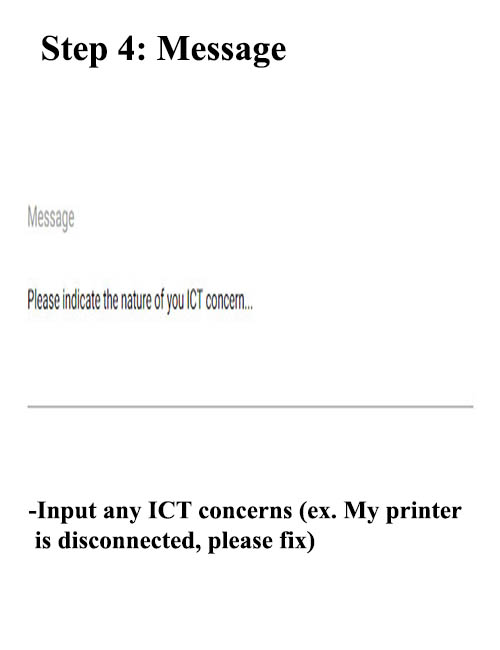 Step 4: Message
Message
Please indicate the nature of you ICT concern...
-Input any ICT concerns (ex. My printer
is disconnected, please fix)